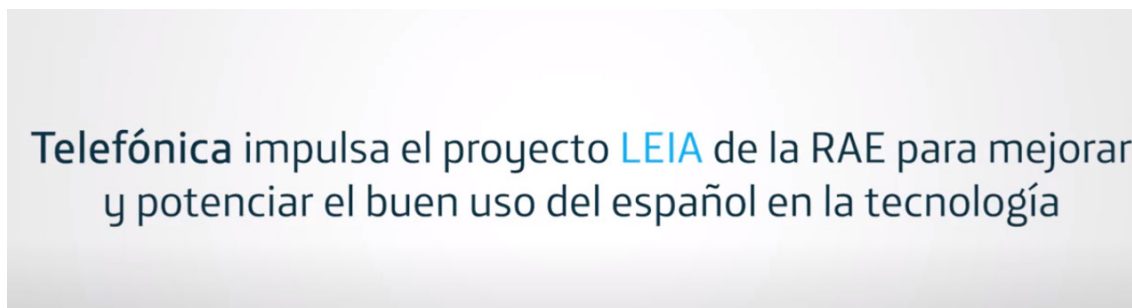 Telefónica impulsa el proyecto LEIA de la RAE para mejorar
y potenciar el buen uso del español en la tecnología